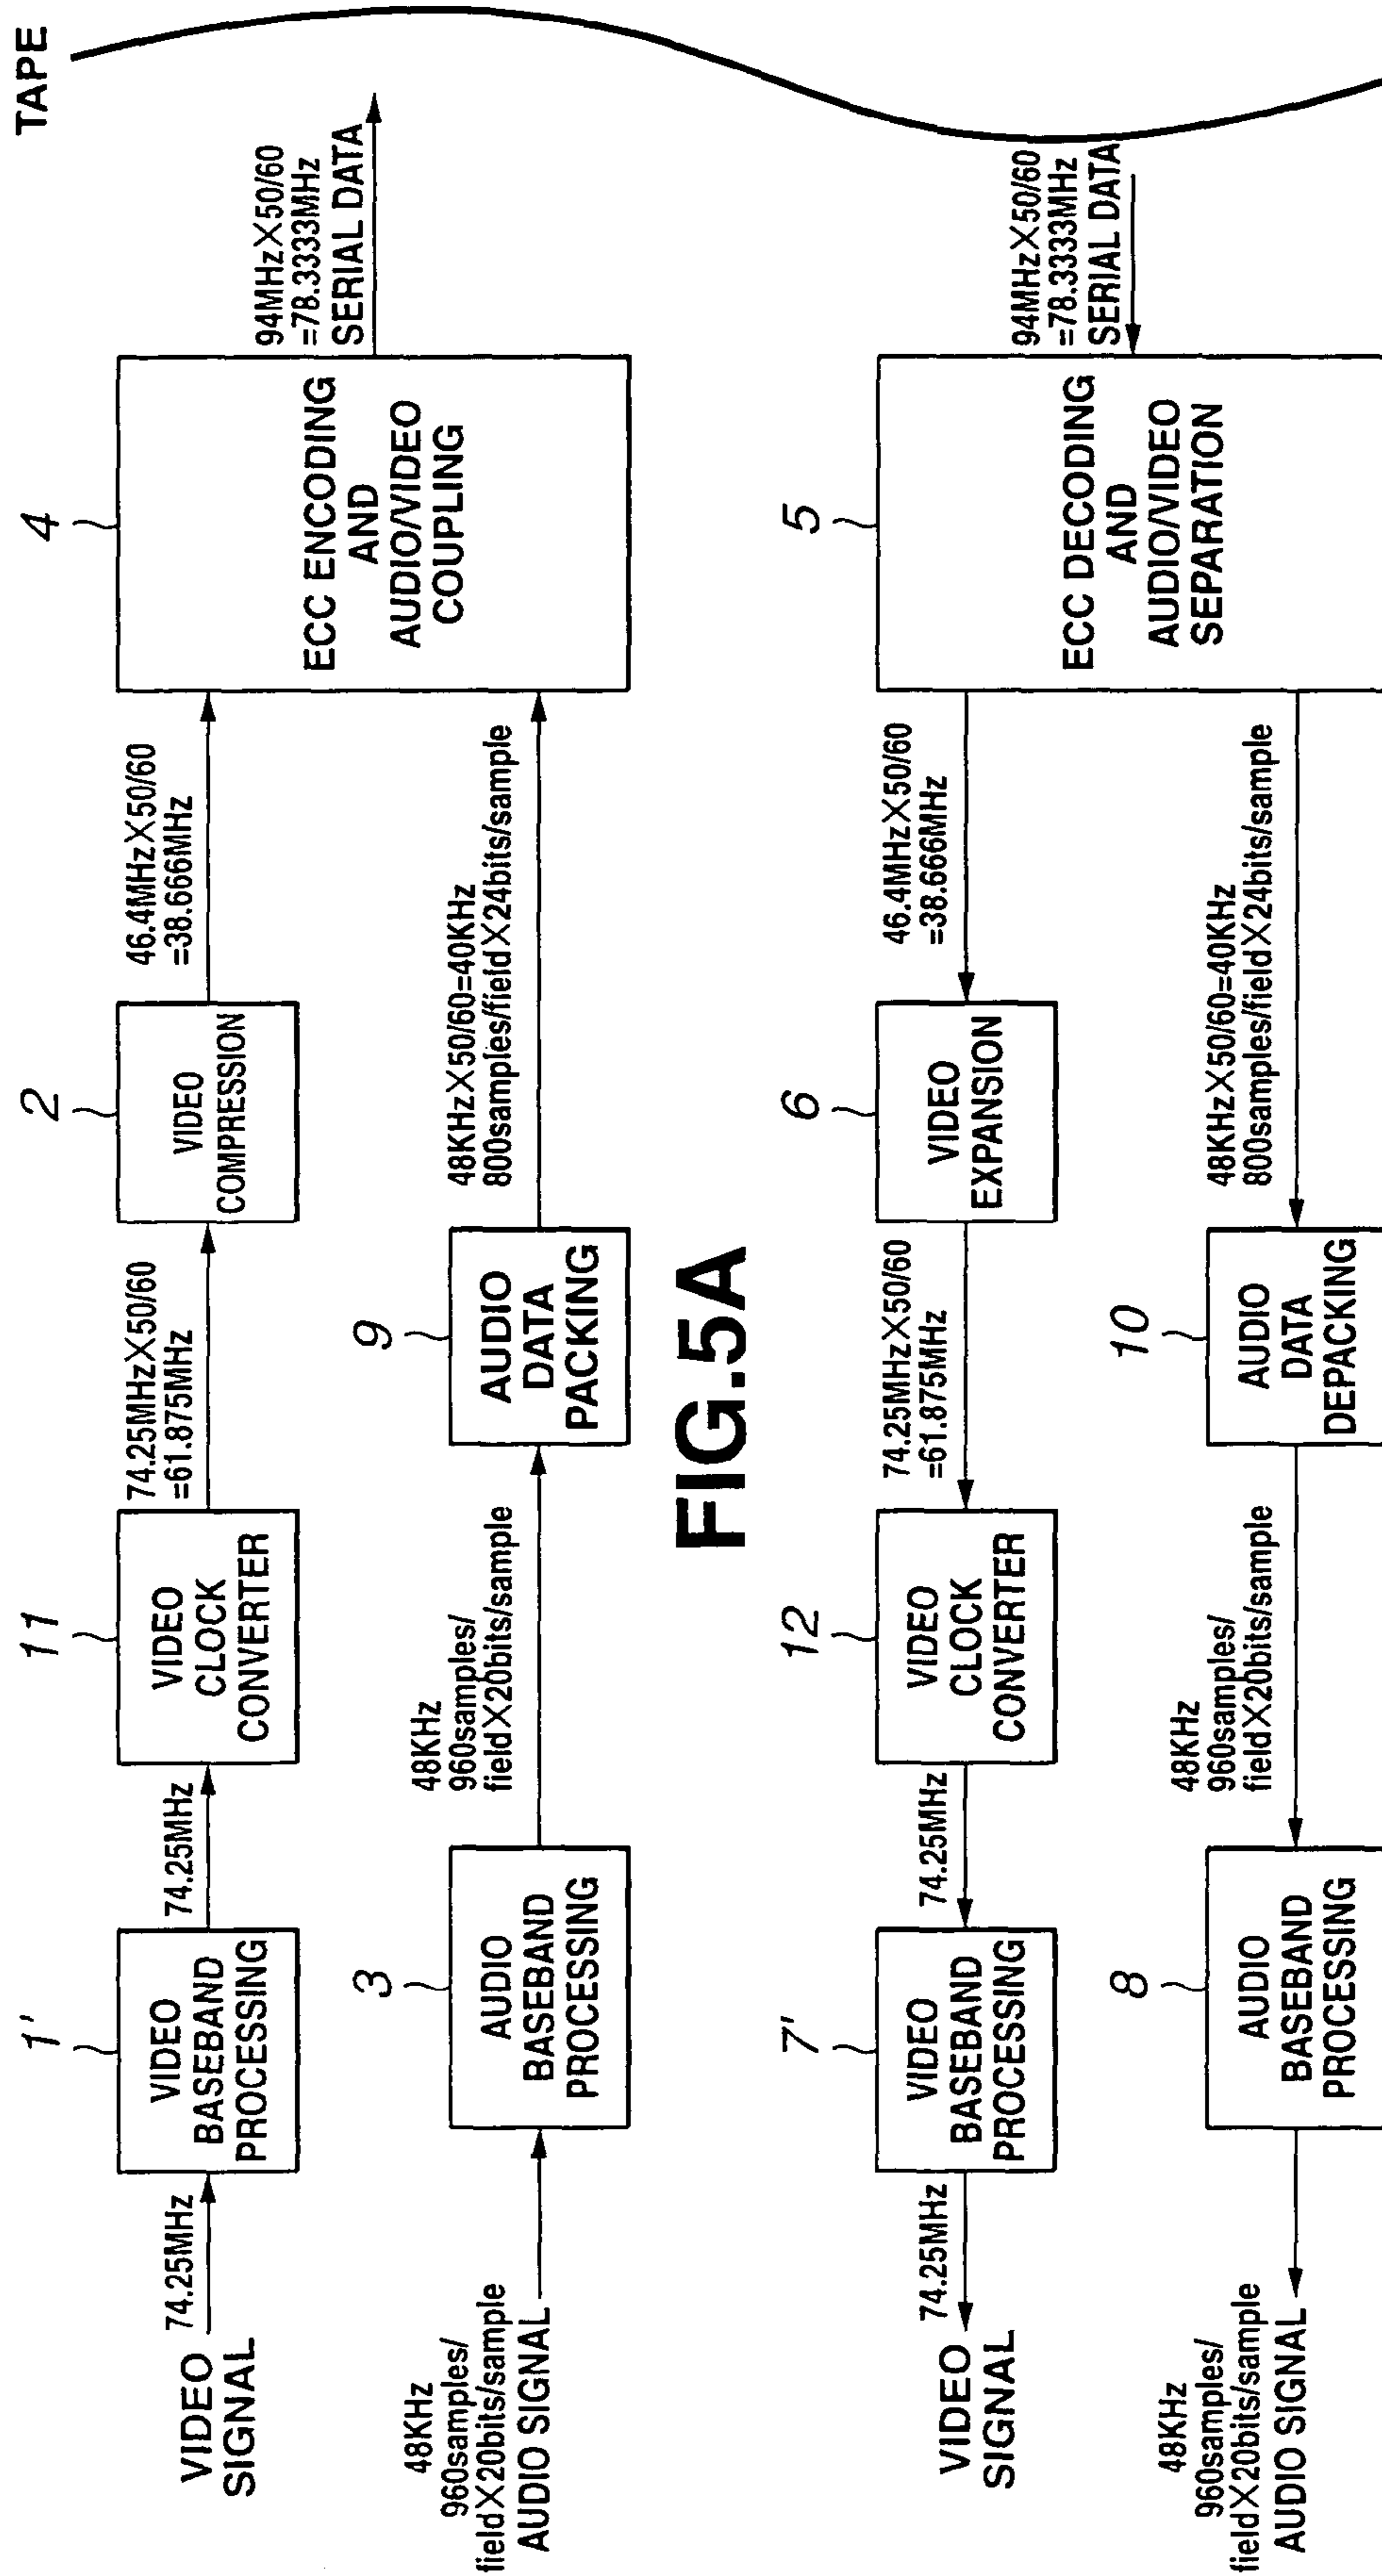 TAPE
1'
11
2
4
VIDEO
SIGNAL
74.25MHz
VIDEO
BASEBAND
PROCESSING
74.25MHz
VIDEO
CLOCK
CONVERTER
74.25MHz×50/60
=61.875MHz
VIDEO
COMPRESSION
46.4MHz×50/60
=38.666MHz
ECC ENCODING
AND
AUDIO/VIDEO
COUPLING
94MHz×50/60
=78.3333MHz
SERIAL DATA
3
9
48KHz
960samples/
field×20bits/sample
AUDIO SIGNAL
AUDIO
BASEBAND
PROCESSING
48KHz
960samples/
field×20bits/sample
AUDIO
DATA
PACKING
48KHz×50/60=40KHz
800samples/field×24bits/sample
FIG.5A
7'
12
6
5
VIDEO
SIGNAL
74.25MHz
VIDEO
BASEBAND
PROCESSING
74.25MHz
VIDEO
CLOCK
CONVERTER
74.25MHz×50/60
=61.875MHz
VIDEO
EXPANSION
46.4MHz×50/60
=38.666MHz
ECC DECODING
AND
AUDIO/VIDEO
SEPARATION
94MHz×50/60
=78.3333MHz
SERIAL DATA
8
10
48KHz
960samples/
field×20bits/sample
AUDIO SIGNAL
AUDIO
BASEBAND
PROCESSING
48KHz
960samples/
field×20bits/sample
AUDIO
DATA
DEPACKING
48KHz×50/60=40KHz
800samples/field×24bits/sample